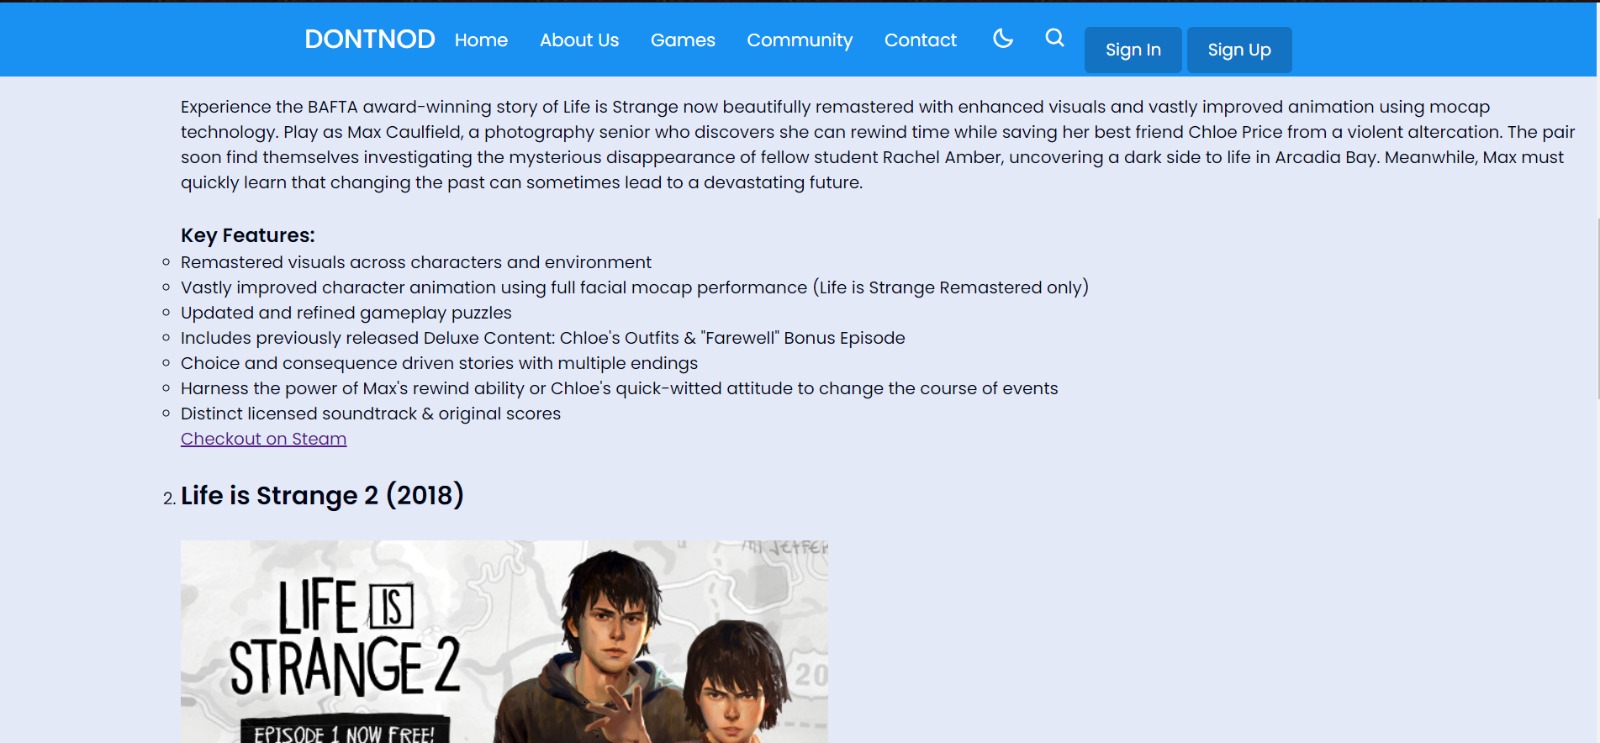 DONTNOD Home About Us Games Community Contact Sign In Sign Up
Experience the BAFTA award-winning story of Life is Strange now beautifully remastered with enhanced visuals and vastly improved animation using mocap
technology. Play as Max Caulfield, a photography senior who discovers she can rewind time while saving her best friend Chloe Price from a violent altercation. The pair
soon find themselves investigating the mysterious disappearance of fellow student Rachel Amber, uncovering a dark side to life in Arcadia Bay. Meanwhile, Max must
quickly learn that changing the past can sometimes lead to a devastating future.
Key Features:
Remastered visuals across characters and environment
Vastly improved character animation using full facial mocap performance (Life is Strange Remastered only)
Updated and refined gameplay puzzles
Includes previously released Deluxe Content: Chloe's Outfits & "Farewell" Bonus Episode
Choice and consequence driven stories with multiple endings
Harness the power of Max's rewind ability or Chloe's quick-witted attitude to change the course of events
Distinct licensed soundtrack & original scores
Checkout on Steam
2. Life is Strange 2 (2018)
LIFE IS
STRANGE 2
20
EPISODE 1 NOW FREE!